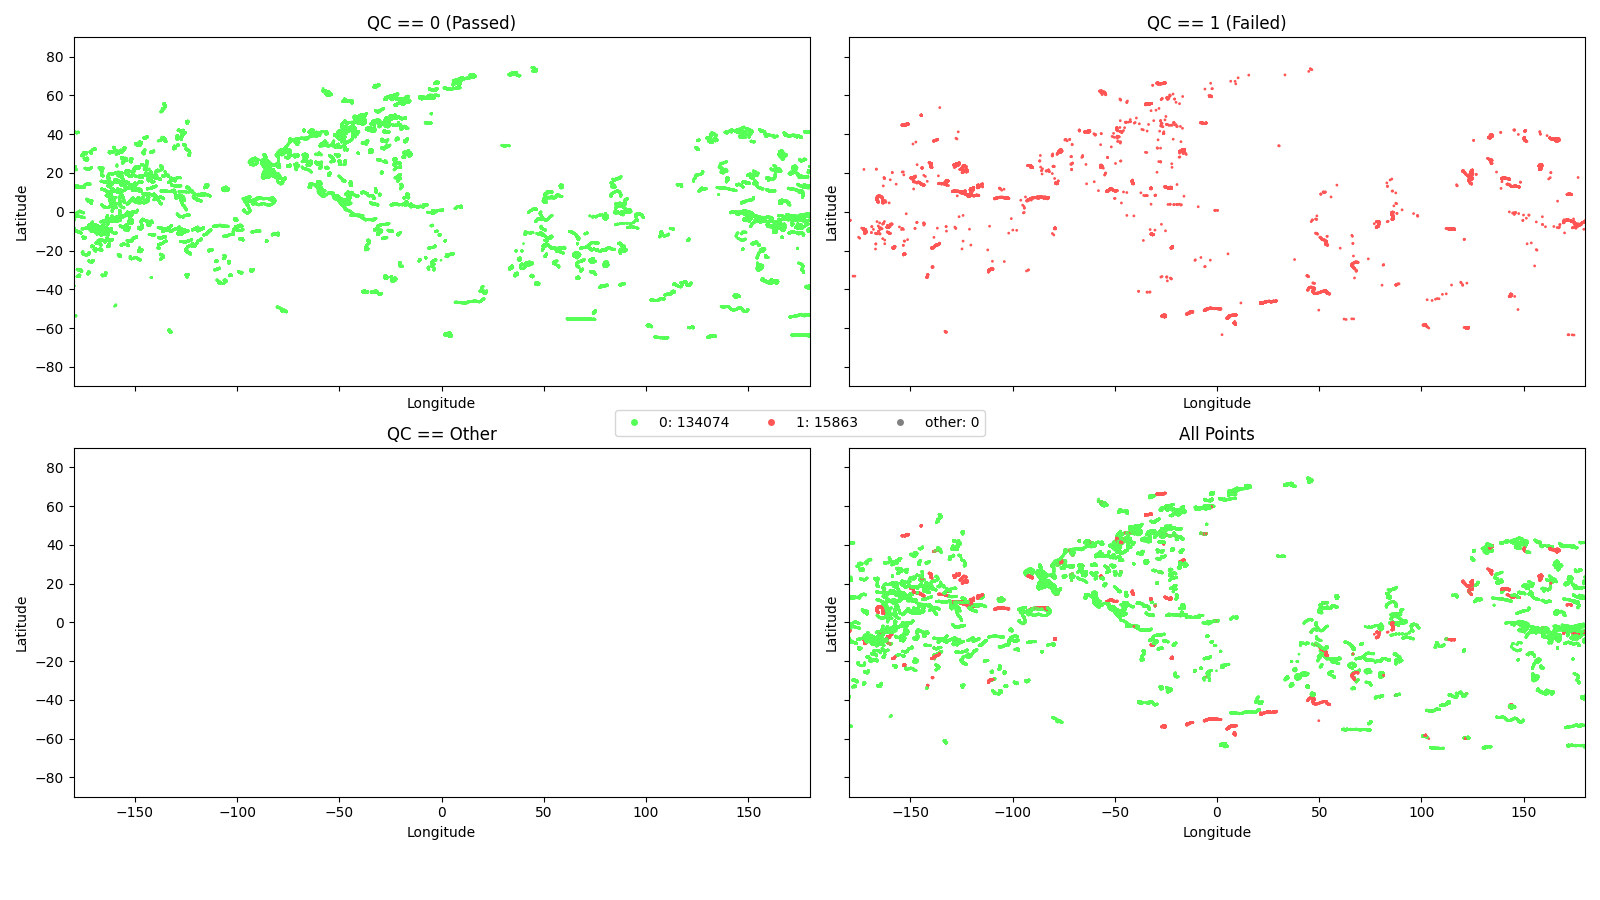 QC == 0 (Passed)
QC == 1 (Failed)
80
60
40
20
0
−20
−40
−60
−80
Latitude
Latitude
Longitude
Longitude
0: 134074
1: 15863
other: 0
QC == Other
All Points
80
60
40
20
0
−20
−40
−60
−80
Latitude
Latitude
−150 −100 −50 0 50 100 150
−150 −100 −50 0 50 100 150
Longitude
Longitude